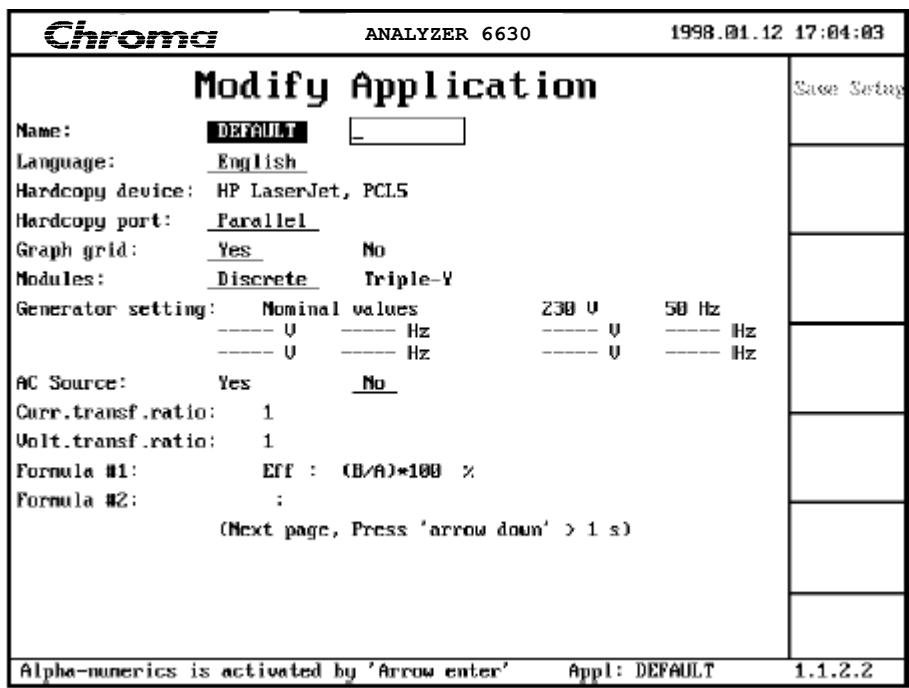 Chroma ANALYZER 6630 1998.01.12 17:04:03
Modify Application
Save Setup
Name: DEFAULT _
Language: English
Hardcopy device: HP LaserJet, PCL5
Hardcopy port: Parallel
Graph grid: Yes No
Modules: Discrete Triple-Y
Generator setting: Nominal values 230 V 50 Hz
----- V ----- Hz ----- V ----- Hz
----- V ----- Hz ----- V ----- Hz
AC Source: Yes No
Curr.transf.ratio: 1
Volt.transf.ratio: 1
Formula #1: Eff : (B/A)*100 %
Formula #2: :
(Next page, Press 'arrow down' > 1 s)
Alpha-numerics is activated by 'Arrow enter' Appl: DEFAULT 1.1.2.2